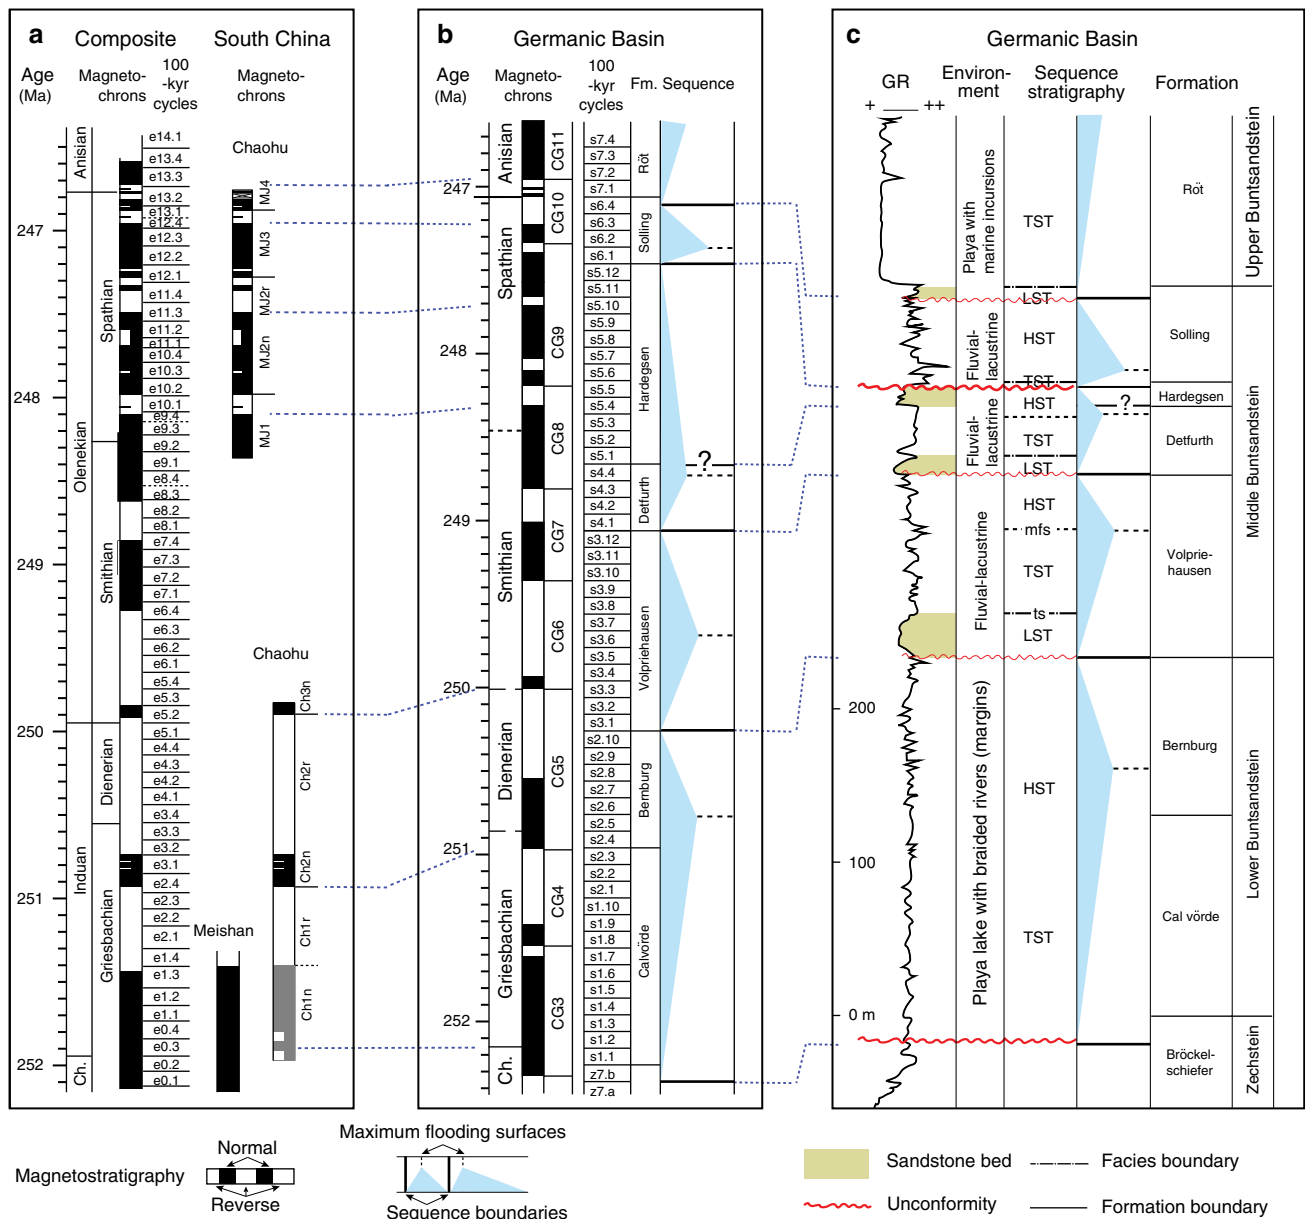 a
Composite
South China
Age
(Ma)
Magneto-
chrons
100
-kyr
cycles
Magneto-
chrons
Anisian
Spathian
Olenekian
Smithian
Dienerian
Induan
Griesbachian
Ch.
247
248
249
250
251
252
e14.1
e13.4
e13.3
e13.2
e13.1
e12.4
e12.3
e12.2
e12.1
e11.4
e11.3
e11.2
e11.1
e10.4
e10.3
e10.2
e10.1
e9.4
e9.3
e9.2
e9.1
e8.4
e8.3
e8.2
e8.1
e7.4
e7.3
e7.2
e7.1
e6.4
e6.3
e6.2
e6.1
e5.4
e5.3
e5.2
e5.1
e4.4
e4.3
e4.2
e4.1
e3.4
e3.3
e3.2
e3.1
e2.4
e2.3
e2.2
e2.1
e1.4
e1.3
e1.2
e1.1
e0.4
e0.3
e0.2
e0.1
Chaohu
MJ4
MJ3
MJ2r
MJ2n
MJ1
Chaohu
Ch3n
Ch2r
Ch2n
Ch1r
Ch1n
Meishan
b
Germanic Basin
Age
(Ma)
Magneto-
chrons
100
-kyr
cycles
Fm.
Sequence
247
248
249
250
251
252
Anisian
Spathian
Smithian
Dienerian
Griesbachian
Ch.
CG11
CG10
CG9
CG8
CG7
CG6
CG5
CG4
CG3
s7.4
s7.3
s7.2
s7.1
s6.4
s6.3
s6.2
s6.1
s5.12
s5.11
s5.10
s5.9
s5.8
s5.7
s5.6
s5.5
s5.4
s5.3
s5.2
s5.1
s4.4
s4.3
s4.2
s4.1
s3.12
s3.11
s3.10
s3.9
s3.8
s3.7
s3.6
s3.5
s3.4
s3.3
s3.2
s3.1
s2.10
s2.9
s2.8
s2.7
s2.6
s2.5
s2.4
s2.3
s2.2
s2.1
s1.10
s1.9
s1.8
s1.7
s1.6
s1.5
s1.4
s1.3
s1.2
s1.1
z7.b
z7.a
Röt
Solling
Hardegsen
Detfurth
Volpriehausen
Bernburg
Calvörde
?
c
Germanic Basin
GR
+ ++
Environ-
ment
Sequence
stratigraphy
Formation
200
100
0 m
Playa with
marine incursions
Fluvial-
lacustrine
Fluvial-
lacustrine
Fluvial-lacustrine
Playa lake with braided rivers (margins)
TST
LST
HST
TST
HST
TST
LST
HST
mfs
TST
ts
LST
HST
TST
?
Röt
Solling
Hardegsen
Detfurth
Volprie-
hausen
Bernburg
Cal vörde
Bröckel-
schiefer
Upper Buntsandstein
Middle Buntsandstein
Lower Buntsandstein
Zechstein
Magnetostratigraphy
Normal
Reverse
Maximum flooding surfaces
Sequence boundaries
Sandstone bed
Facies boundary
Unconformity
Formation boundary